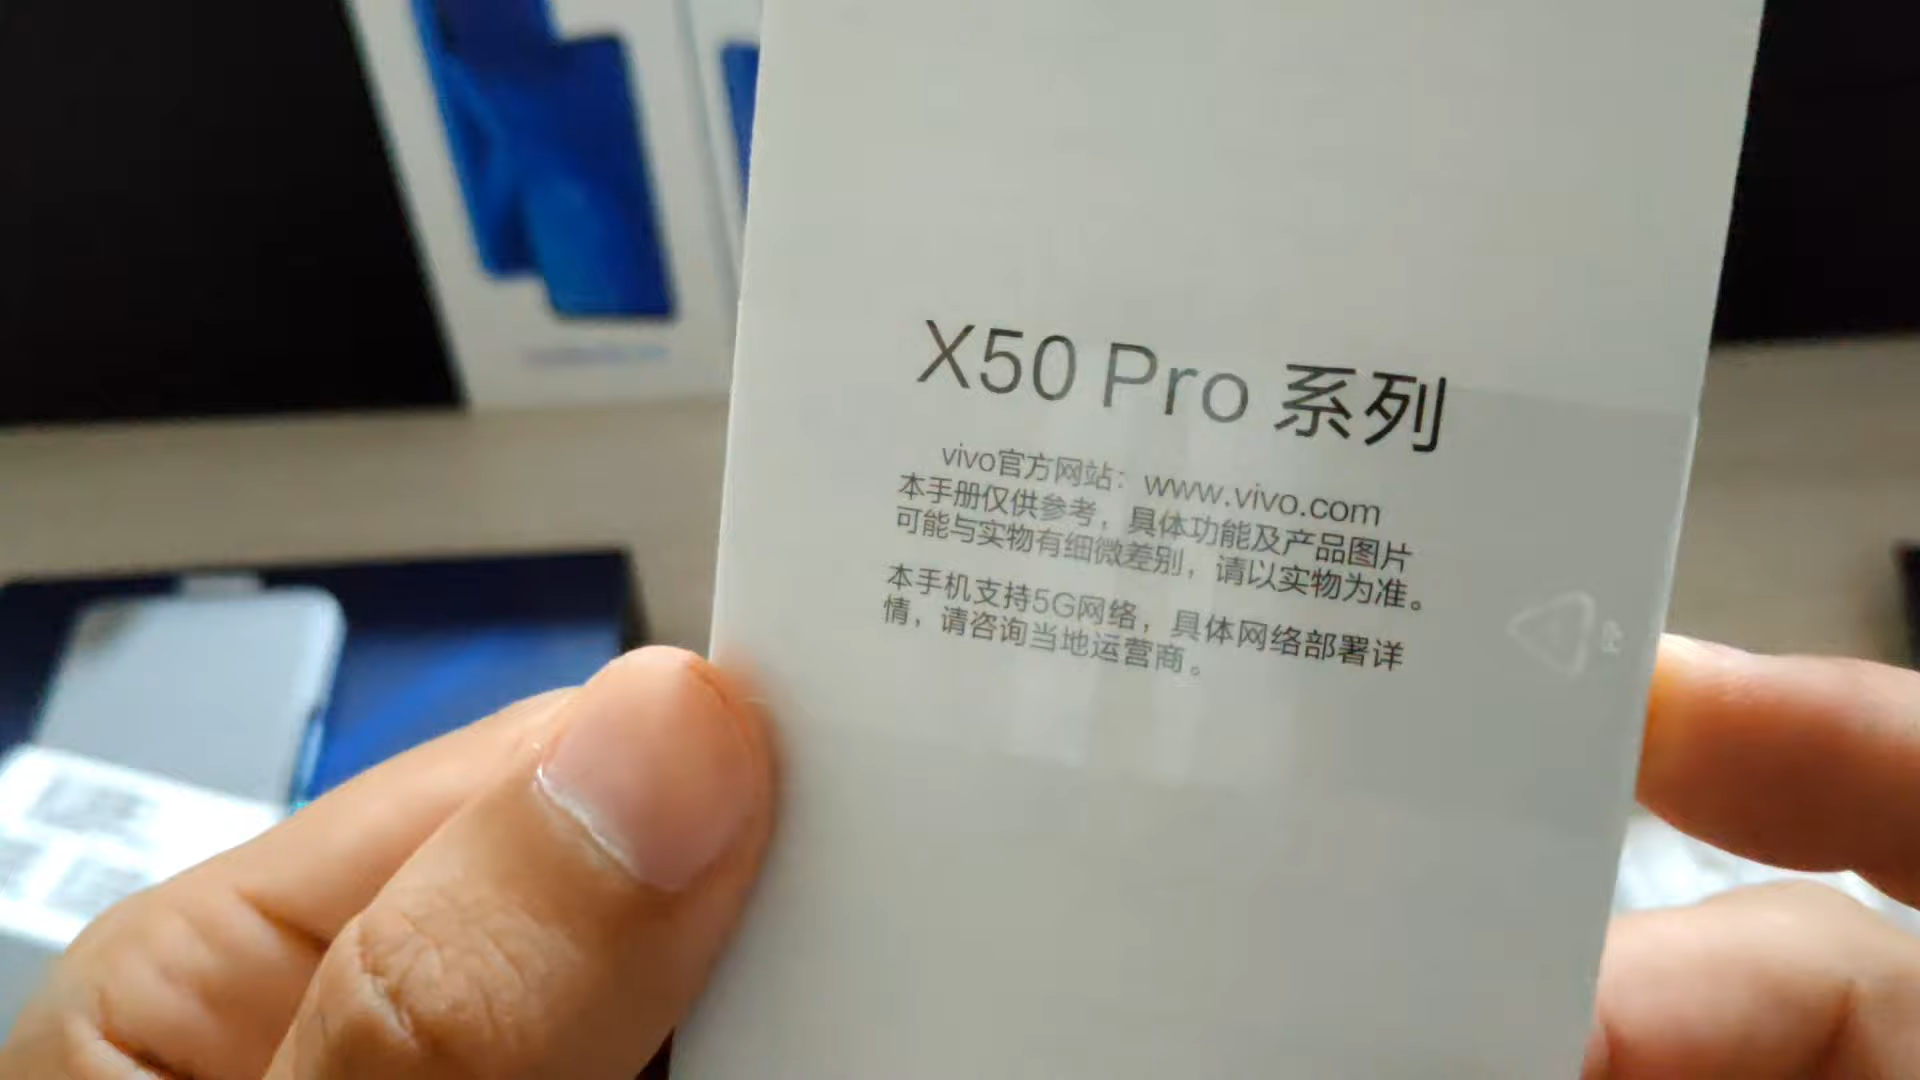 X50 Pro 系列
vivo官方网站：www.vivo.com
本手册仅供参考，具体功能及产品图片
可能与实物有细微差别，请以实物为准。
本手机支持5G网络，具体网络部署详
情，请咨询当地运营商。